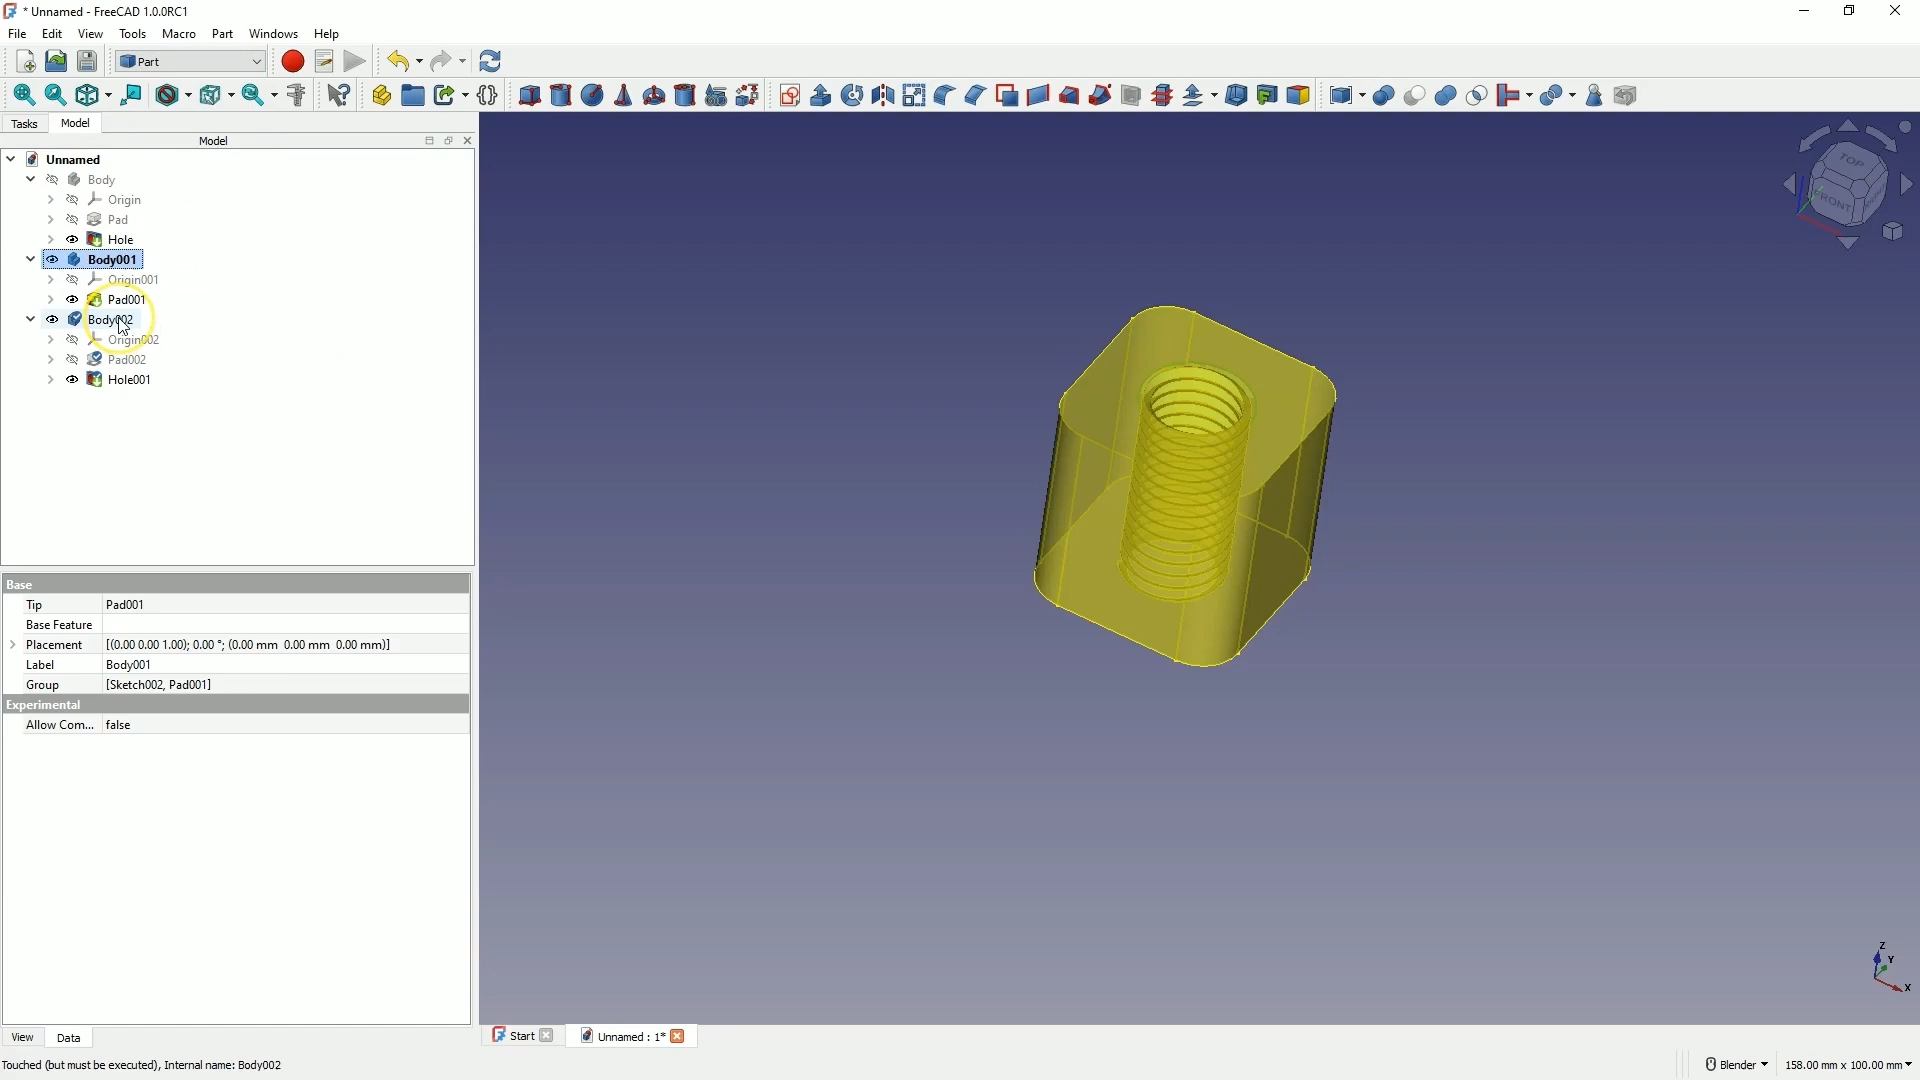 * Unnamed - FreeCAD 1.0.0RC1
File Edit View Tools Macro Part Windows Help
Part
Tasks Model
Model
Unnamed
Body
Origin
Pad
Hole
Body001
Origin001
Pad001
Body002
Origin002
Pad002
Hole001
TOP
FRONT
Base
Tip Pad001
Base Feature
Placement [(0.00 0.00 1.00); 0.00 °; (0.00 mm 0.00 mm 0.00 mm)]
Label Body001
Group [Sketch002, Pad001]
Experimental
Allow Com... false
Z
Y
X
View Data
Start Unnamed : 1*
Touched (but must be executed), Internal name: Body002
Blender 158.00 mm x 100.00 mm